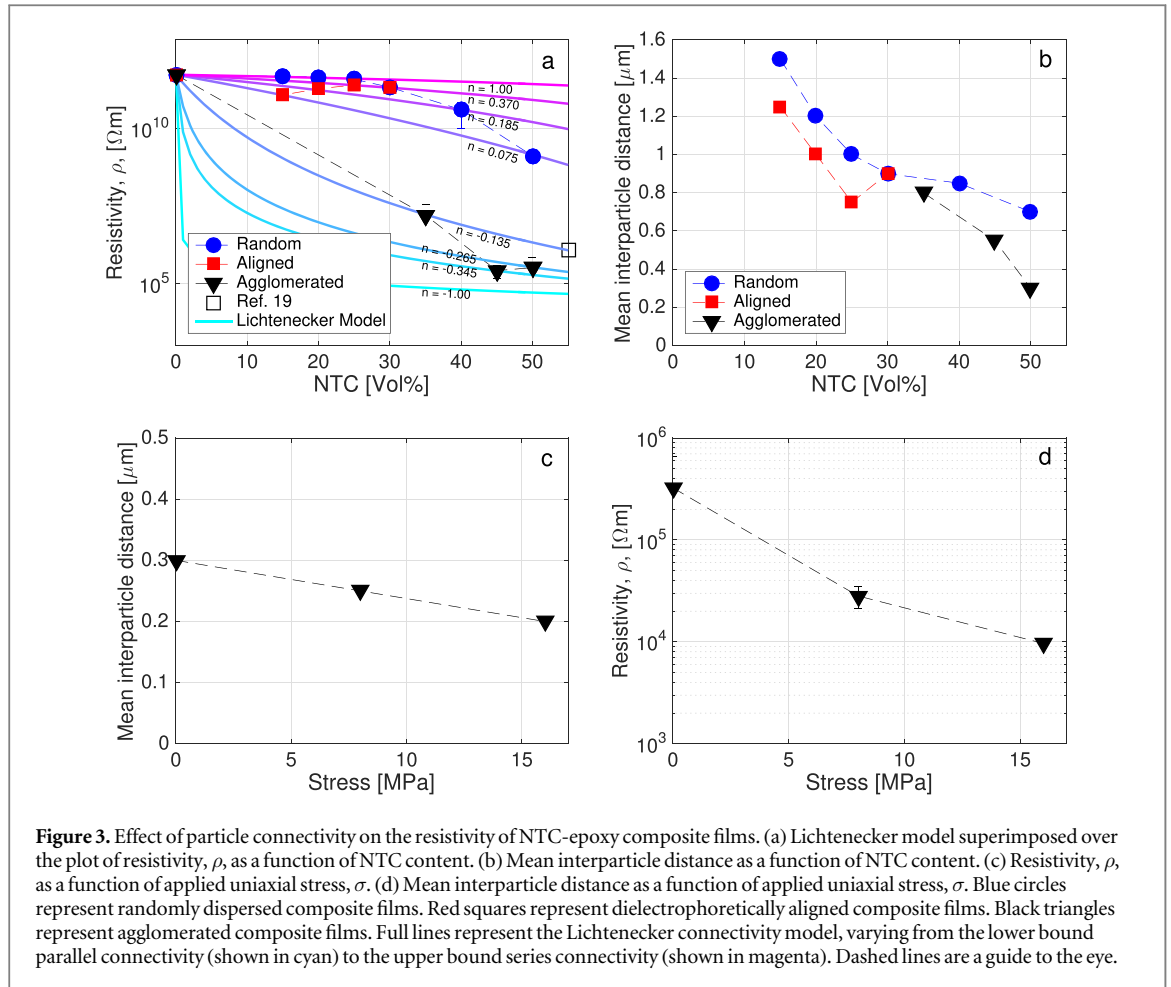 a
Resistivity, ρ, [Ωm]
10^10
10^5
n = 1.00
n = 0.370
n = 0.185
n = 0.075
n = -0.135
n = -0.265
n = -0.345
n = -1.00
Random
Aligned
Agglomerated
Ref. 19
Lichtenecker Model
0 10 20 30 40 50
NTC [Vol%]
b
Mean interparticle distance [μm]
1.6
1.4
1.2
1
0.8
0.6
0.4
0.2
0
Random
Aligned
Agglomerated
0 10 20 30 40 50
NTC [Vol%]
c
Mean interparticle distance [μm]
0.5
0.4
0.3
0.2
0.1
0
0 5 10 15
Stress [MPa]
d
Resistivity, ρ, [Ωm]
10^6
10^5
10^4
10^3
0 5 10 15
Stress [MPa]
Figure 3. Effect of particle connectivity on the resistivity of NTC-epoxy composite films. (a) Lichtenecker model superimposed over
the plot of resistivity, ρ, as a function of NTC content. (b) Mean interparticle distance as a function of NTC content. (c) Resistivity, ρ,
as a function of applied uniaxial stress, σ. (d) Mean interparticle distance as a function of applied uniaxial stress, σ. Blue circles
represent randomly dispersed composite films. Red squares represent dielectrophoretically aligned composite films. Black triangles
represent agglomerated composite films. Full lines represent the Lichtenecker connectivity model, varying from the lower bound
parallel connectivity (shown in cyan) to the upper bound series connectivity (shown in magenta). Dashed lines are a guide to the eye.